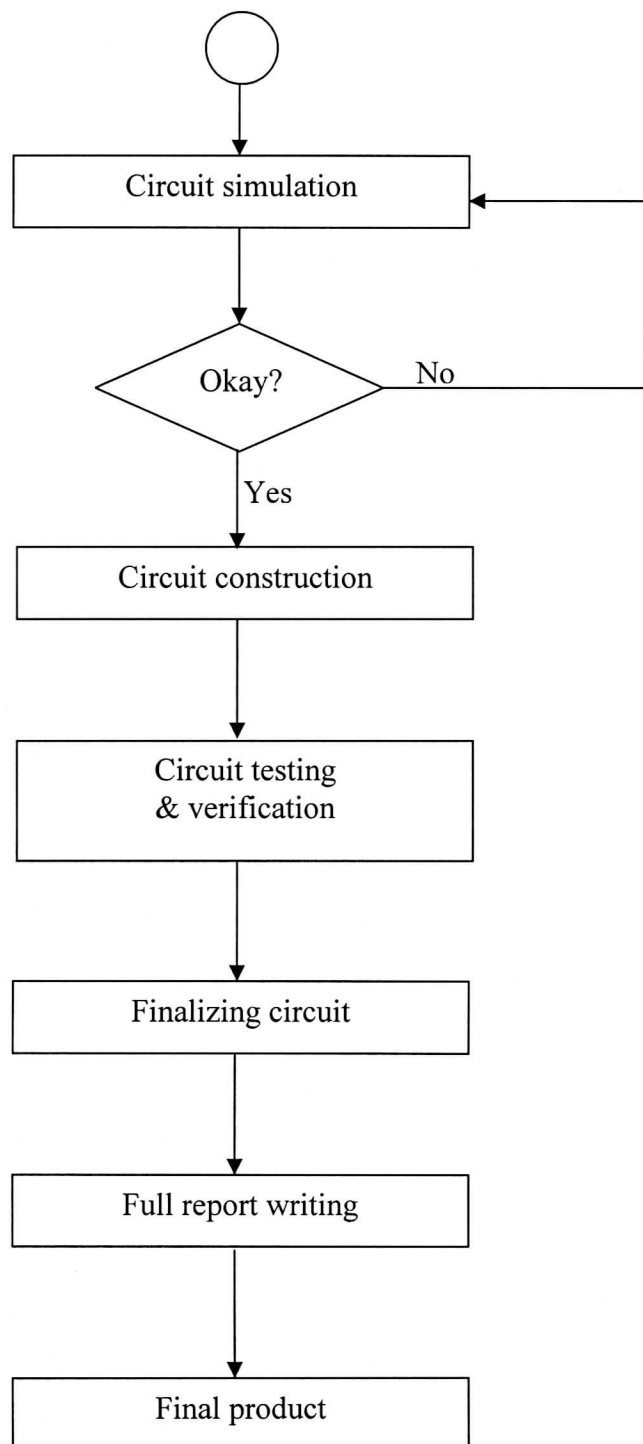 Circuit simulation
Okay?
No
Yes
Circuit construction
Circuit testing
& verification
Finalizing circuit
Full report writing
Final product